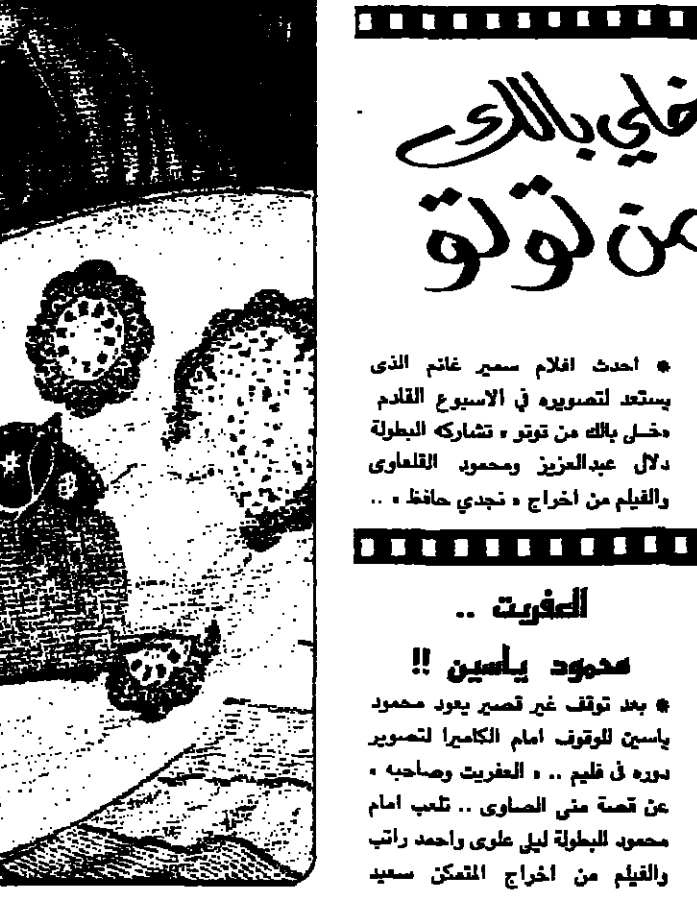 خلي بالك
من توتو
* احدث افلام سمير غانم الذى
يستعد لتصويره في الاسبوع القادم
«خلى بالك من توتو» تشاركه البطولة
دلال عبدالعزيز ومحمود القلعاوى
والفيلم من اخراج « نجدي حافظ » ..
العفريت ..
محمود ياسين !!
* بعد توقف غير قصير يعود محمود
ياسين للوقوف امام الكاميرا لتصوير
دوره فى فليم .. « العفريت وصاحبه »
عن قصة منى الصاوى .. تلعب امام
محمود البطولة ليلى علوى واحمد راتب
والفيلم من اخراج المتمكن سعيد